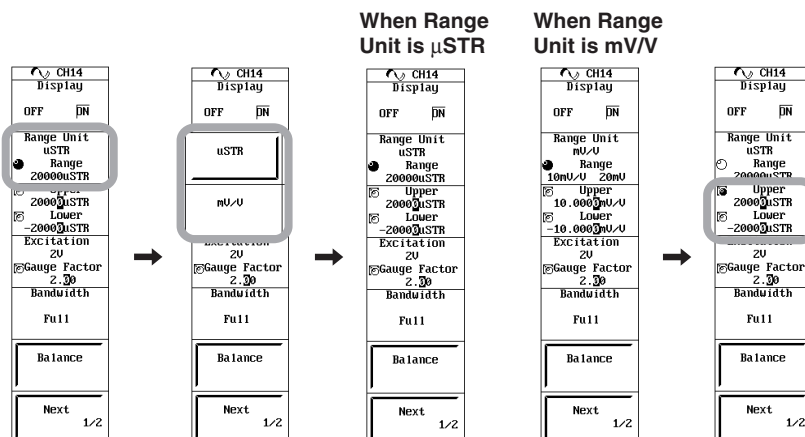 When Range
Unit is µSTR
When Range
Unit is mV/V
CH14
Display
OFF ON
Range Unit
uSTR
Range
20000uSTR
Upper
20000uSTR
Lower
-20000uSTR
Excitation
2V
Gauge Factor
2.00
Bandwidth
Full
Balance
Next
1/2
CH14
Display
OFF ON
uSTR
mV/V
Excitation
2V
Gauge Factor
2.00
Bandwidth
Full
Balance
Next
1/2
CH14
Display
OFF ON
Range Unit
uSTR
Range
20000uSTR
Upper
20000uSTR
Lower
-20000uSTR
Excitation
2V
Gauge Factor
2.00
Bandwidth
Full
Balance
Next
1/2
CH14
Display
OFF ON
Range Unit
mV/V
Range
10mV/V 20mV
Upper
10.0000mV/V
Lower
-10.0000mV/V
Excitation
2V
Gauge Factor
2.00
Bandwidth
Full
Balance
Next
1/2
CH14
Display
OFF ON
Range Unit
uSTR
Range
20000uSTR
Upper
20000uSTR
Lower
-20000uSTR
2V
Gauge Factor
2.00
Bandwidth
Full
Balance
Next
1/2